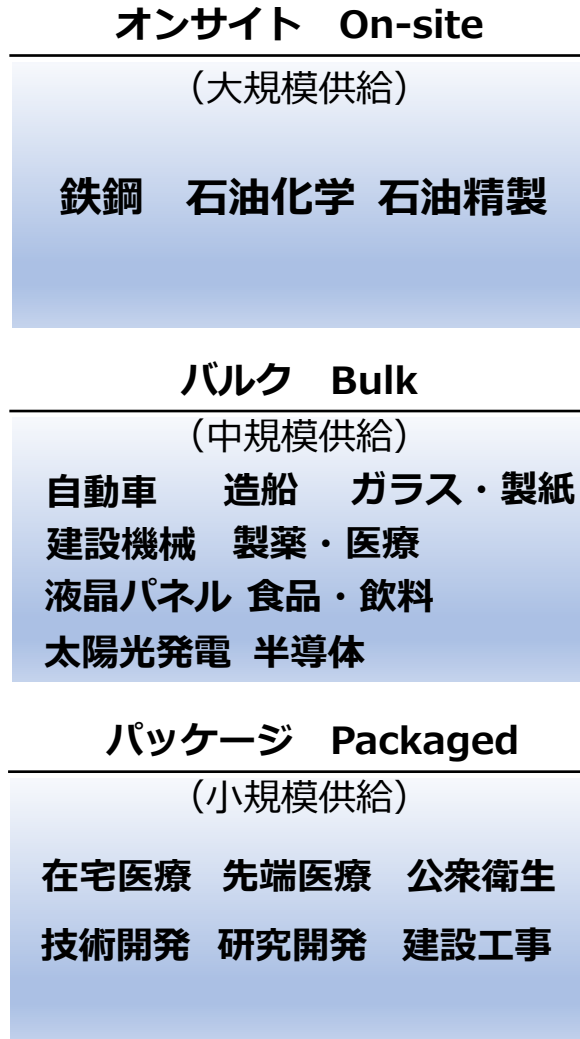 オンサイト　On-site
（大規模供給）
鉄鋼　石油化学 石油精製
バルク　Bulk
（中規模供給）
自動車　造船　ガラス・製紙
建設機械　製薬・医療
液晶パネル 食品・飲料
太陽光発電 半導体
パッケージ　Packaged
（小規模供給）
在宅医療　先端医療　公衆衛生
技術開発　研究開発　建設工事